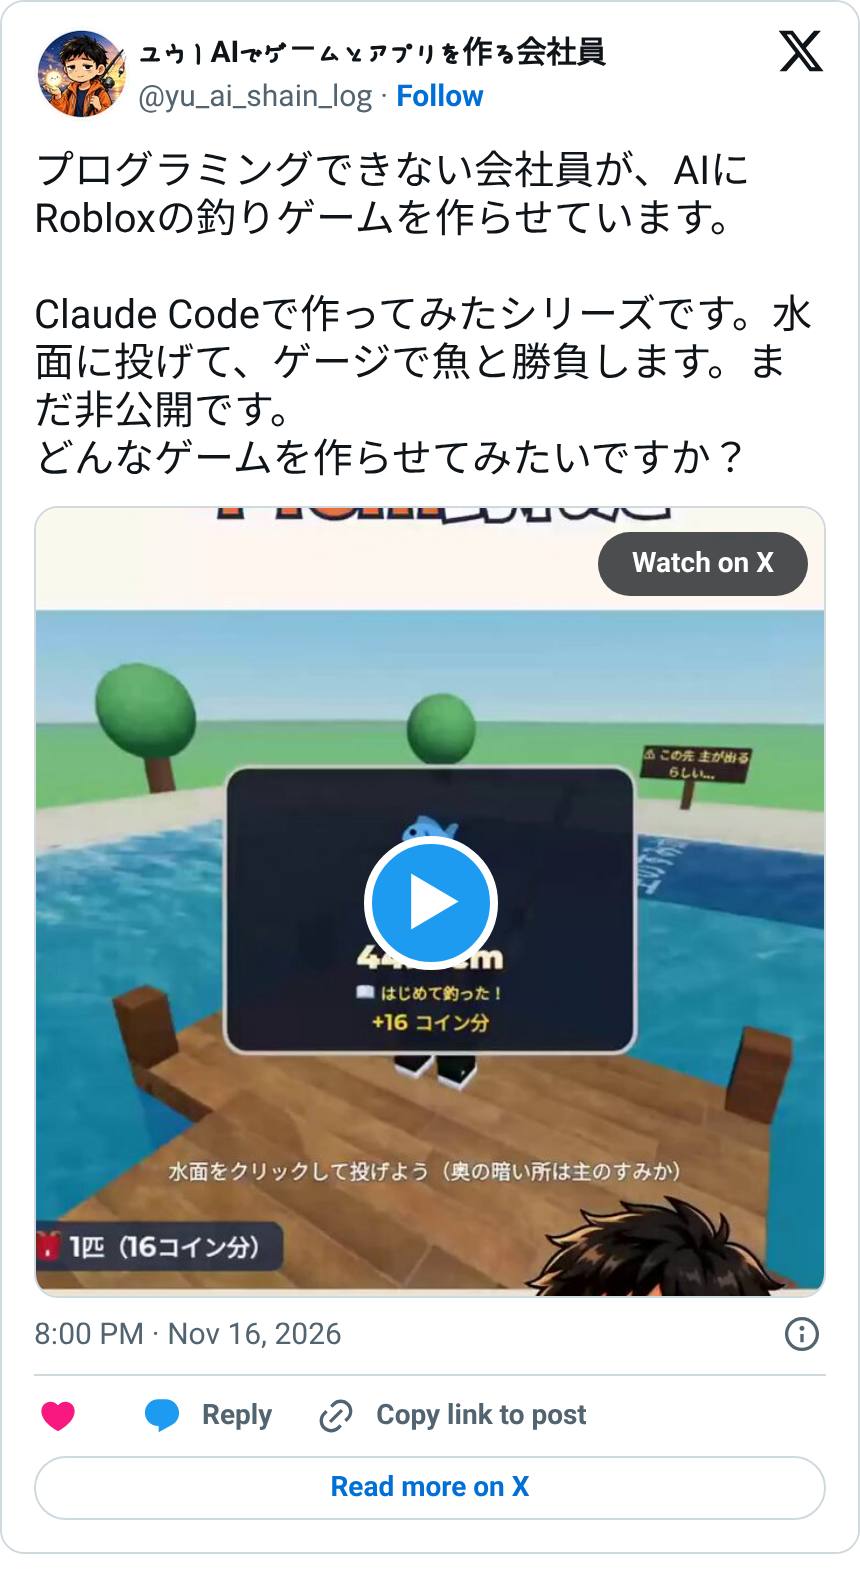 ユウ｜AIでゲームとアプリを作る会社員
@yu_ai_shain_log · Follow
プログラミングできない会社員が、AIに
Robloxの釣りゲームを作らせています。
Claude Codeで作ってみたシリーズです。水
面に投げて、ゲージで魚と勝負します。ま
だ非公開です。
どんなゲームを作らせてみたいですか？
Watch on X
⚠ この先 主が出る
らしい...
はじめて釣った！
+16 コイン分
水面をクリックして投げよう（奥の暗い所は主のすみか）
1匹（16コイン分）
8:00 PM · Nov 16, 2026
Reply
Copy link to post
Read more on X